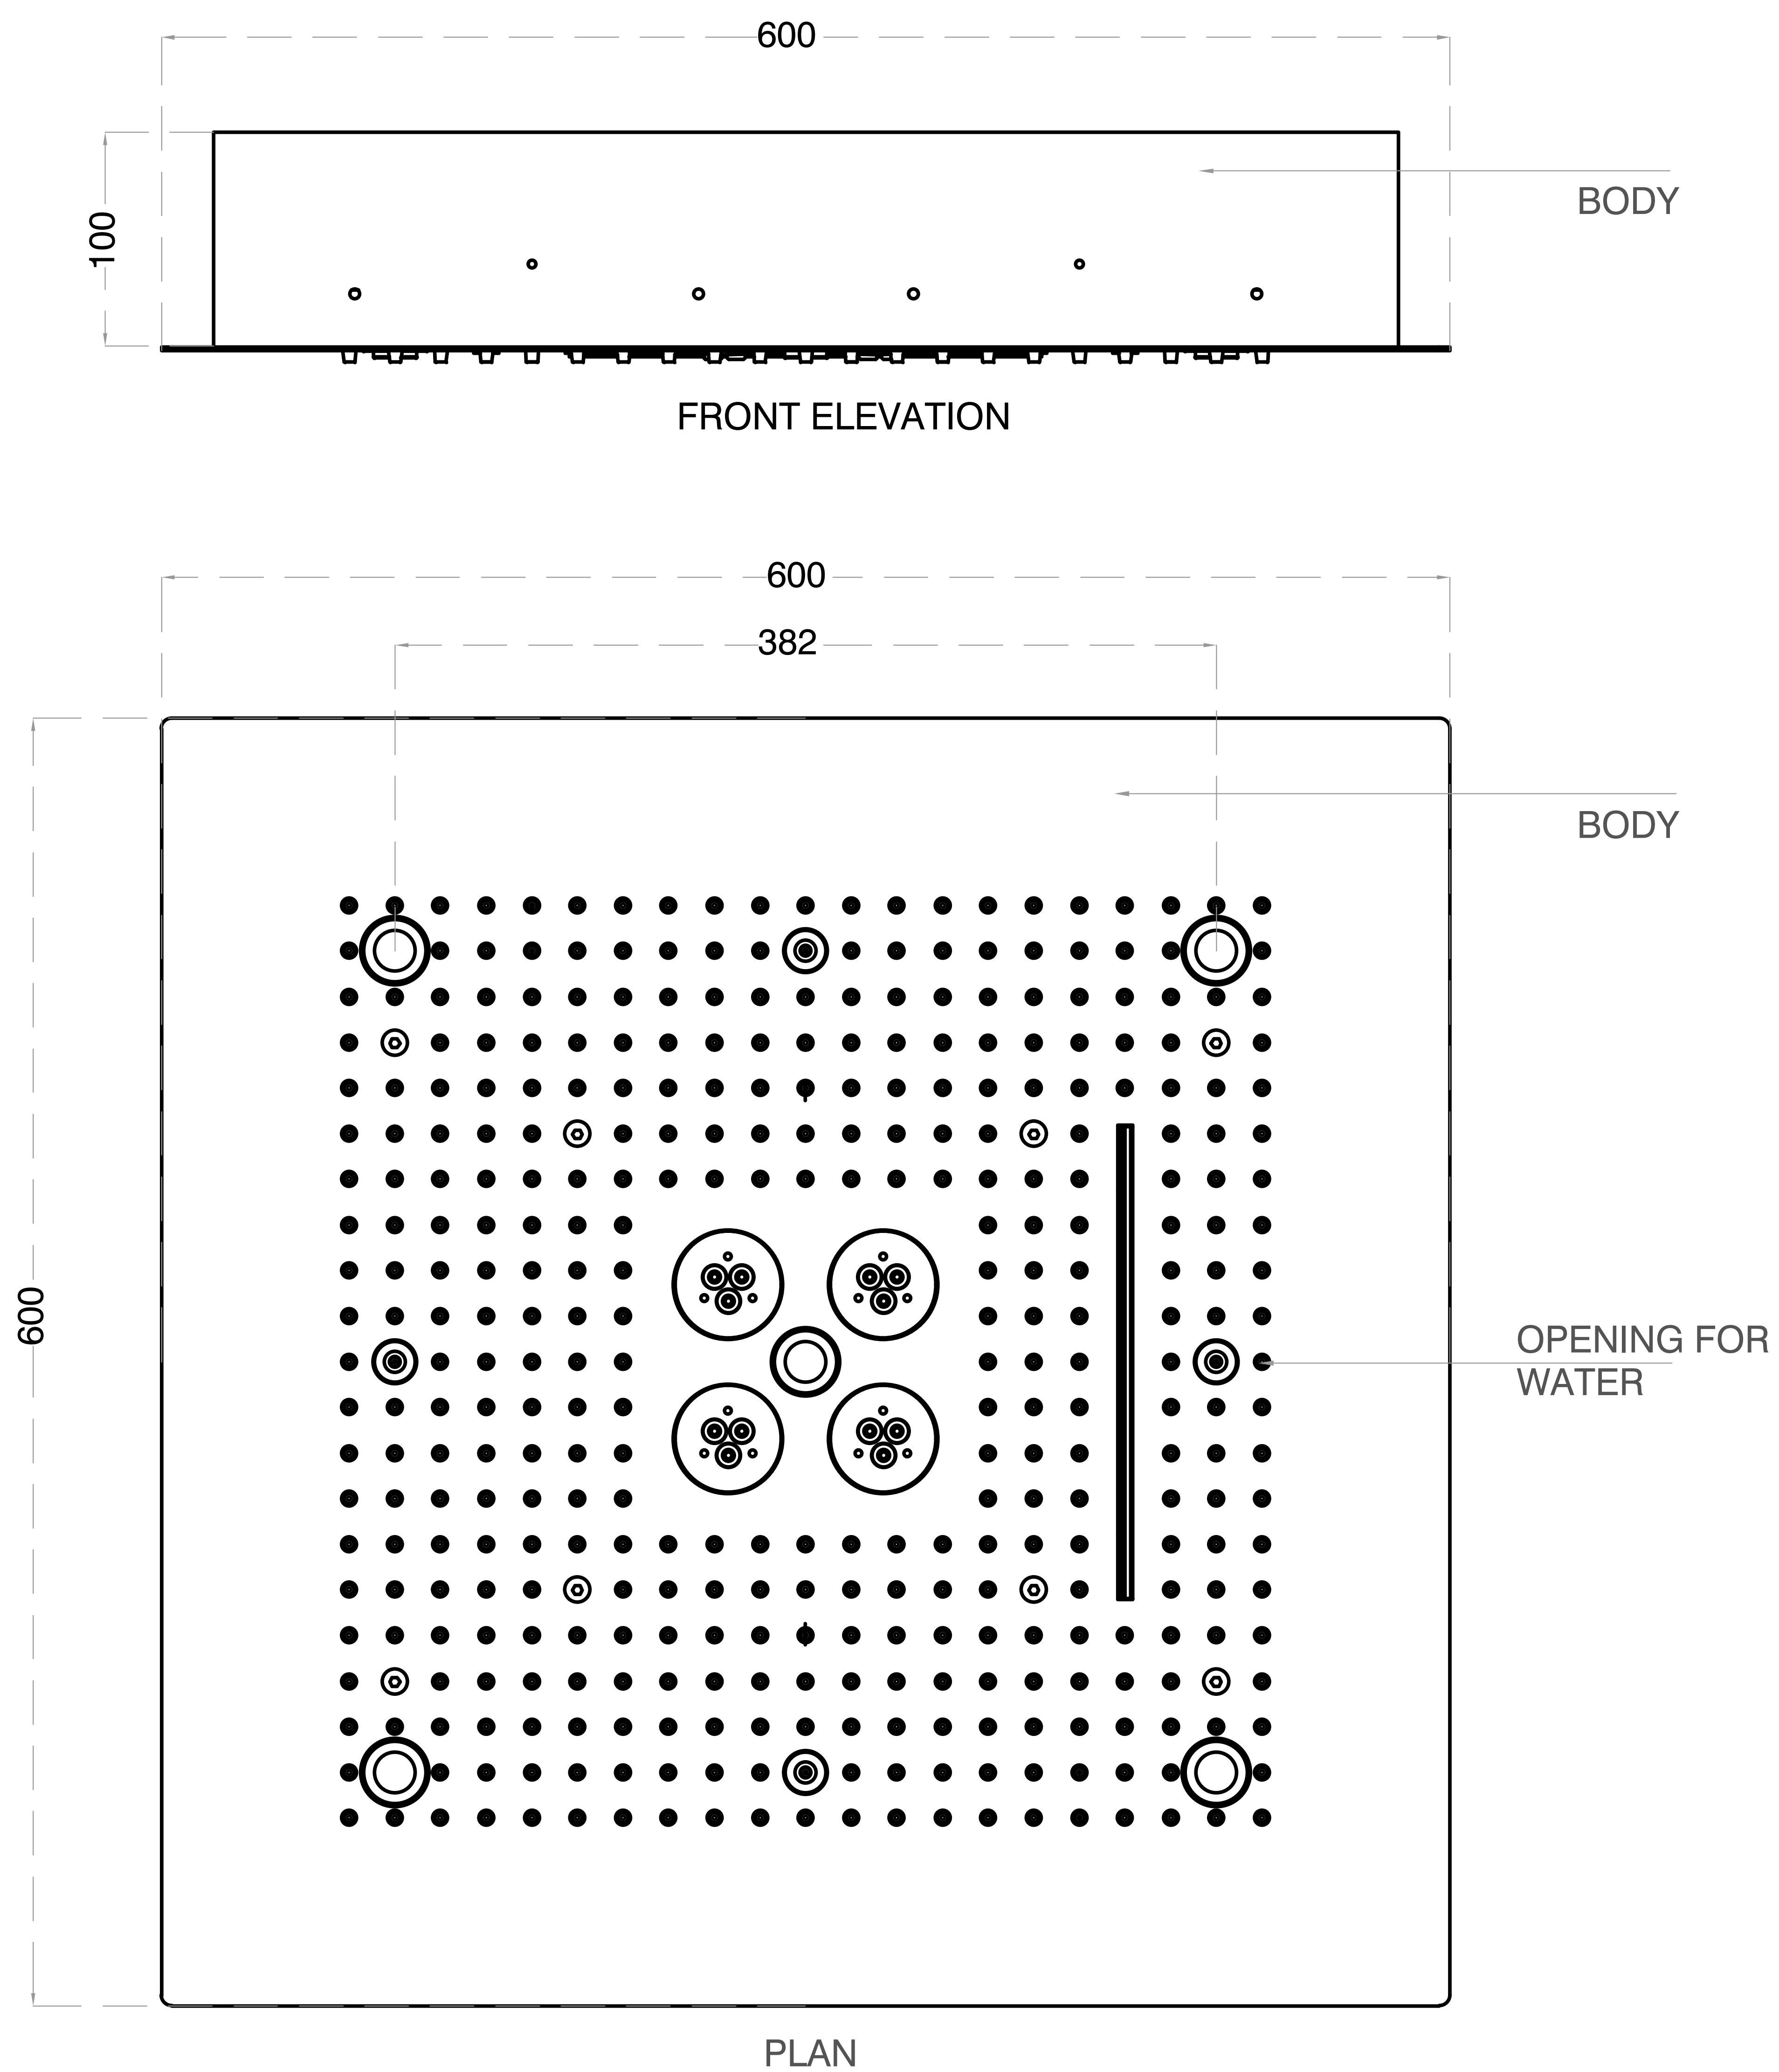 600
BODY
100
FRONT ELEVATION
600
382
BODY
600
OPENING FOR
WATER
PLAN